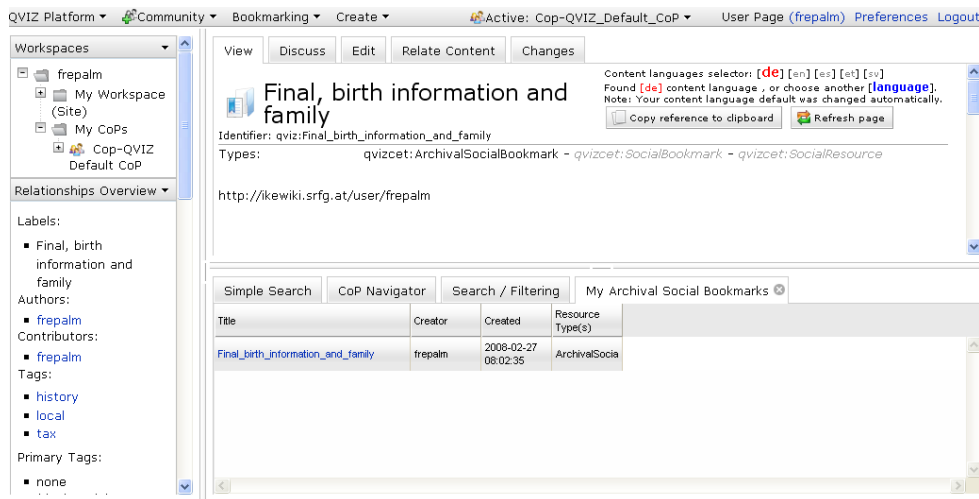 QVIZ Platform Community Bookmarking Create Active: Cop-QVIZ_Default_CoP User Page (frepalm) Preferences Logout
Workspaces
frepalm
My Workspace
(Site)
My CoPs
Cop-QVIZ
Default CoP
Relationships Overview
Labels:
Final, birth
information and
family
Authors:
frepalm
Contributors:
frepalm
Tags:
history
local
tax
Primary Tags:
none
View Discuss Edit Relate Content Changes
Final, birth information and
family
Content languages selector: [de] [en] [es] [et] [sv]
Found [de] content language , or choose another [language].
Note: Your content language default was changed automatically.
Copy reference to clipboard Refresh page
Identifier: qviz:Final_birth_information_and_family
Types: qvizcet:ArchivalSocialBookmark - qvizcet:SocialBookmark - qvizcet:SocialResource
http://ikewiki.srfg.at/user/frepalm
Simple Search CoP Navigator Search / Filtering My Archival Social Bookmarks
Title Creator Created Resource Type(s)
Final_birth_information_and_family frepalm 2008-02-27 08:02:35 ArchivalSocia